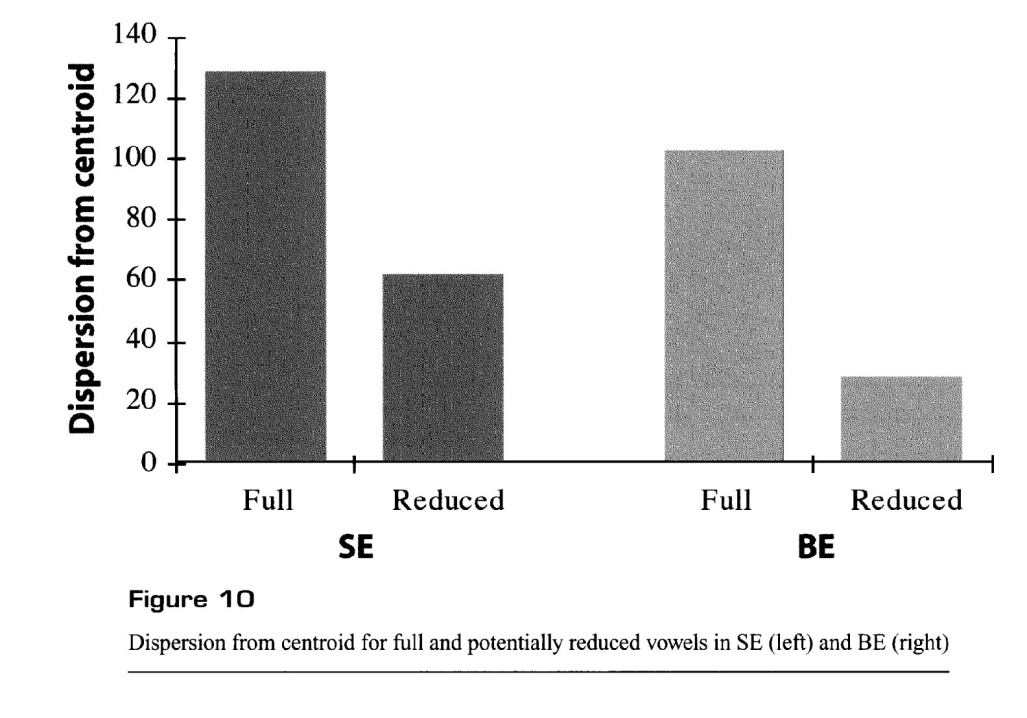 Dispersion from centroid
140
120
100
80
60
40
20
0
Full Reduced Full Reduced
SE BE
Figure 10
Dispersion from centroid for full and potentially reduced vowels in SE (left) and BE (right)